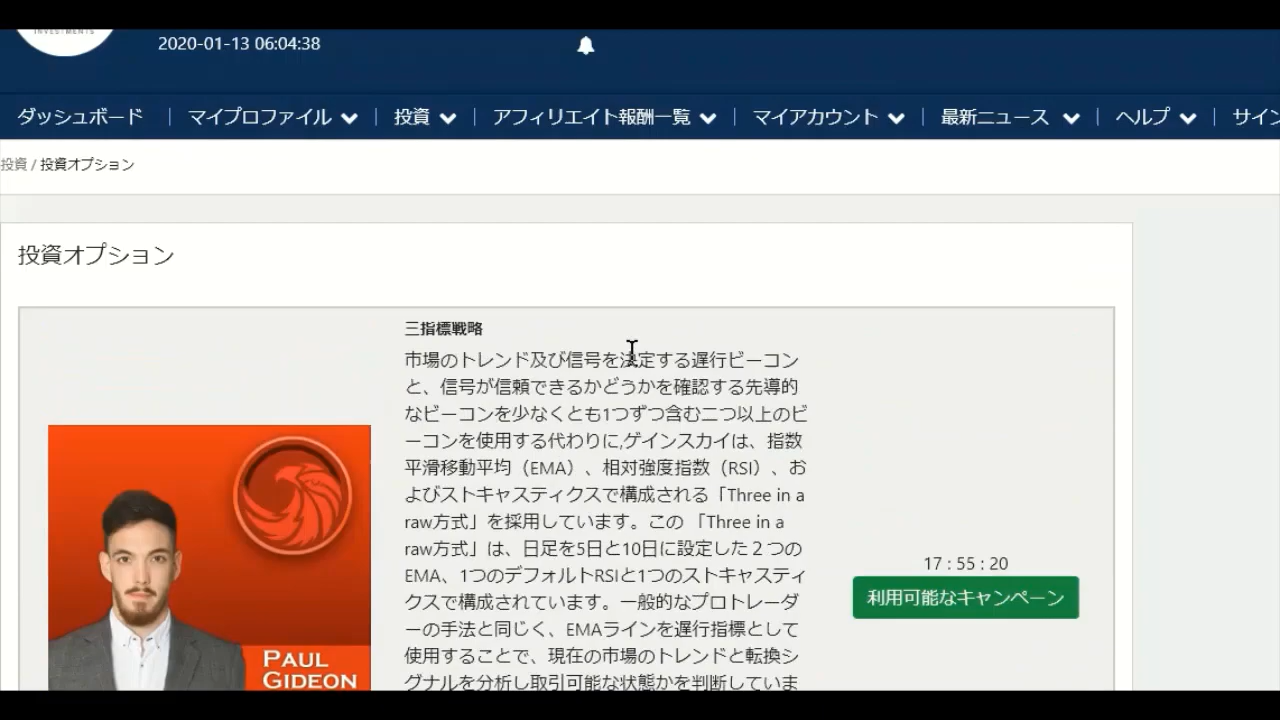 INVESTMENTS
2020-01-13 06:04:38
ダッシュボード | マイプロファイル | 投資 | アフィリエイト報酬一覧 | マイアカウント | 最新ニュース | ヘルプ | サイン
投資 / 投資オプション
投資オプション
三指標戦略
市場のトレンド及び信号を決定する遅行ビーコン
と、信号が信頼できるかどうかを確認する先導的
なビーコンを少なくとも1つずつ含む二つ以上のビ
ーコンを使用する代わりに,ゲインスカイは、指数
平滑移動平均（EMA）、相対強度指数（RSI）、お
よびストキャスティクスで構成される「Three in a
raw方式」を採用しています。この 「Three in a
raw方式」は、日足を5日と10日に設定した２つの
EMA、1つのデフォルトRSIと1つのストキャスティ
クスで構成されています。一般的なプロトレーダ
ーの手法と同じく、EMAラインを遅行指標として
使用することで、現在の市場のトレンドと転換シ
グナルを分析し取引可能な状態かを判断していま
PAUL
GIDEON
17 : 55 : 20
利用可能なキャンペーン